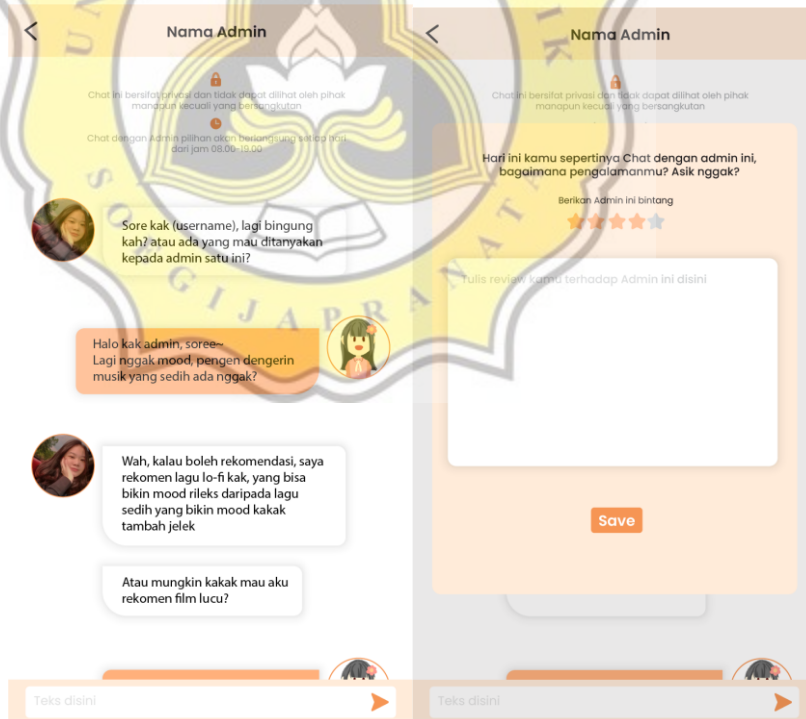 Nama Admin
Chat ini bersifat privasi dan tidak dapat dilihat oleh pihak
manapun kecuali yang bersangkutan
Chat dengan Admin pilihan akan berlangsung setiap hari
dari jam 08.00-19.00
Sore kak (username), lagi bingung
kah? atau ada yang mau ditanyakan
kepada admin satu ini?
Halo kak admin, soree~
Lagi nggak mood, pengen dengerin
musik yang sedih ada nggak?
Wah, kalau boleh rekomendasi, saya
rekomen lagu lo-fi kak, yang bisa
bikin mood rileks daripada lagu
sedih yang bikin mood kakak
tambah jelek
Atau mungkin kakak mau aku
rekomen film lucu?
Teks disini
Nama Admin
Chat ini bersifat privasi dan tidak dapat dilihat oleh pihak
manapun kecuali yang bersangkutan
Hari ini kamu sepertinya Chat dengan admin ini,
bagaimana pengalamanmu? Asik nggak?
Berikan Admin ini bintang
Tulis review kamu terhadap Admin ini disini
Save
Teks disini
SOEGIJAPRANATA